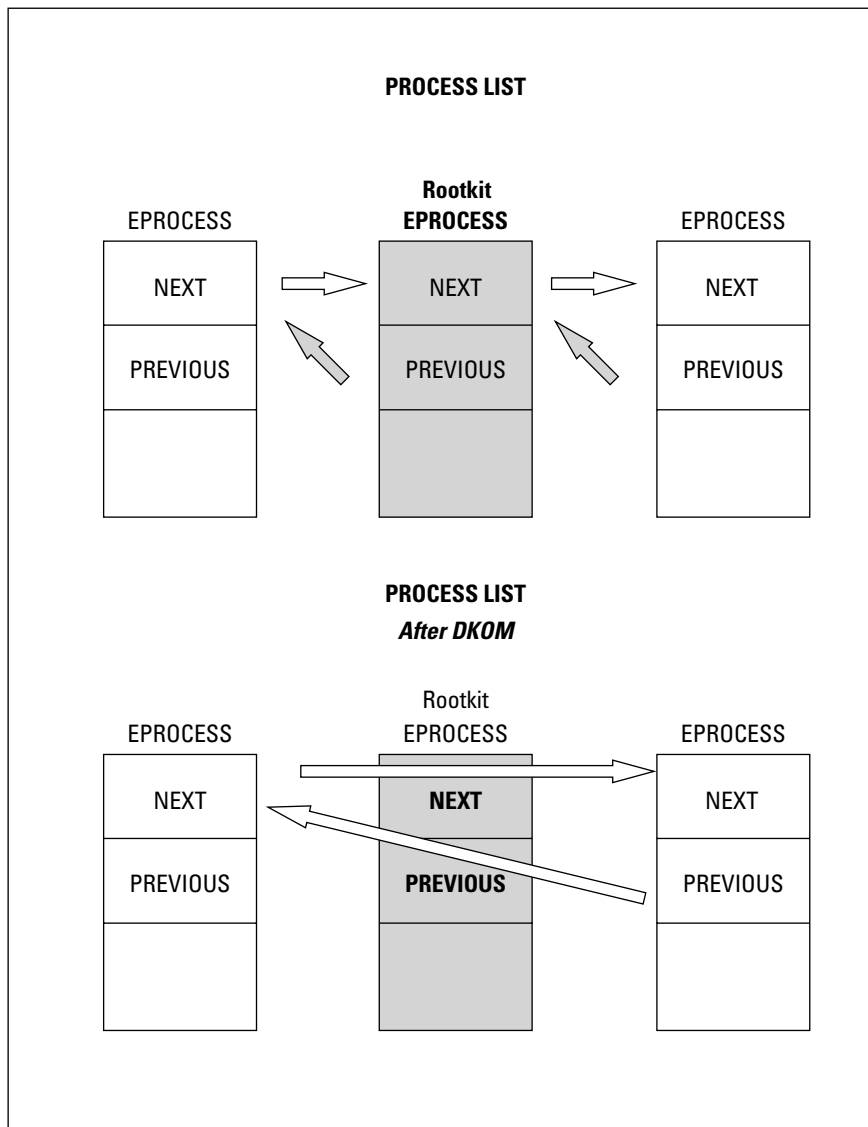 PROCESS LIST
Rootkit
EPROCESS EPROCESS EPROCESS
NEXT NEXT NEXT
PREVIOUS PREVIOUS PREVIOUS
PROCESS LIST
After DKOM
Rootkit
EPROCESS EPROCESS EPROCESS
NEXT NEXT NEXT
PREVIOUS PREVIOUS PREVIOUS